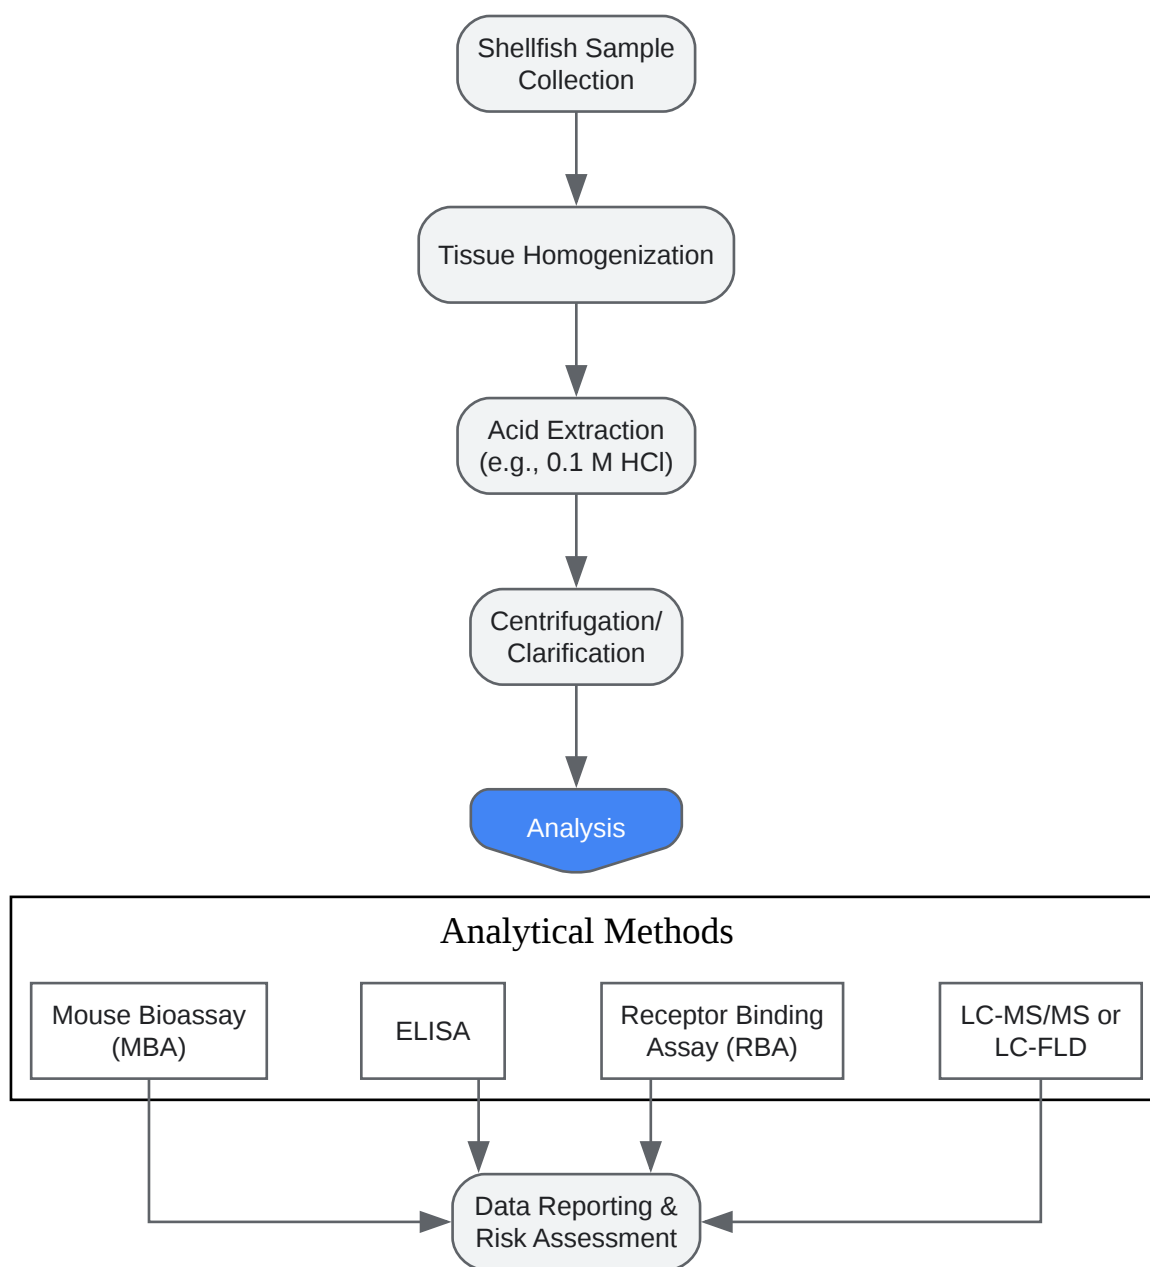 Shellfish Sample
Collection
Tissue Homogenization
Acid Extraction
(e.g., 0.1 M HCl)
Centrifugation/
Clarification
Analysis
Analytical Methods
Mouse Bioassay
(MBA)
ELISA
Receptor Binding
Assay (RBA)
LC-MS/MS or
LC-FLD
Data Reporting &
Risk Assessment